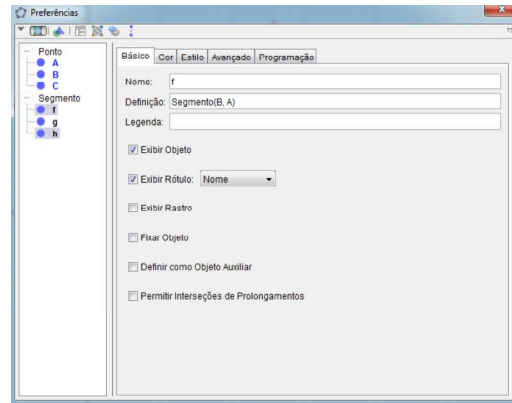 Preferências
Ponto
A
B
C
Segmento
f
g
h
Básico Cor Estilo Avançado Programação
Nome: f
Definição: Segmento(B, A)
Legenda:
Exibir Objeto
Exibir Rótulo: Nome
Exibir Rastro
Fixar Objeto
Definir como Objeto Auxiliar
Permitir Interseções de Prolongamentos